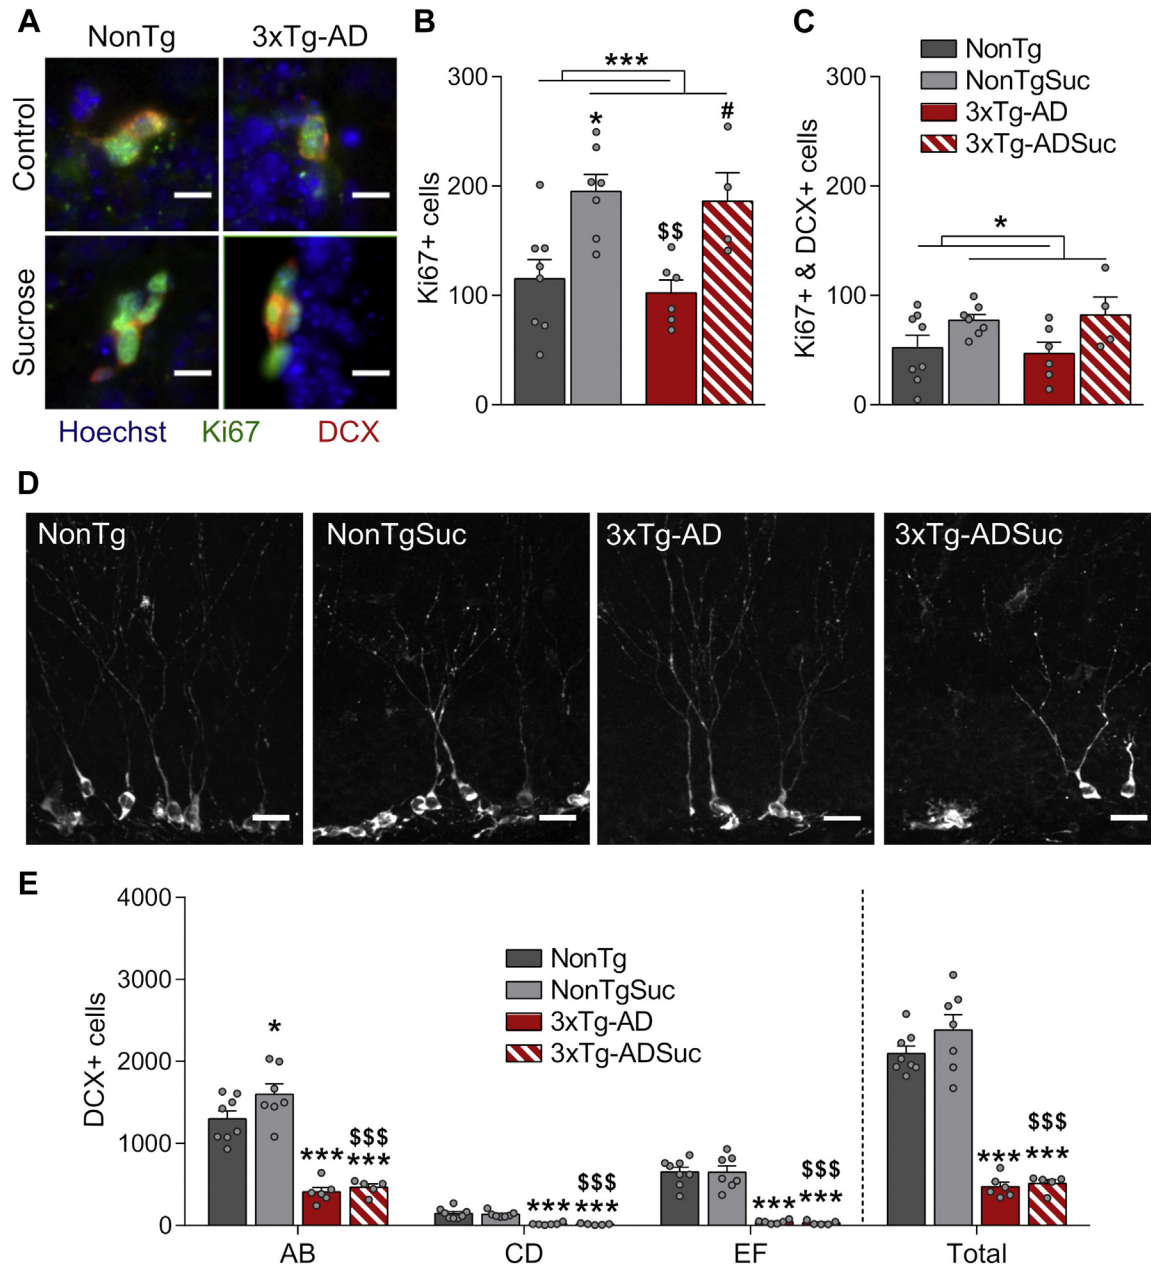 A
NonTg
3xTg-AD
Control
Sucrose
Hoechst
Ki67
DCX
B
Ki67+ cells
300
200
100
0
***
*
$$
#
C
Ki67+ & DCX+ cells
300
200
100
0
*
NonTg
NonTgSuc
3xTg-AD
3xTg-ADSuc
D
NonTg
NonTgSuc
3xTg-AD
3xTg-ADSuc
E
DCX+ cells
4000
3000
2000
1000
0
NonTg
NonTgSuc
3xTg-AD
3xTg-ADSuc
*
***
$$$
***
***
$$$
***
***
$$$
***
***
$$$
***
AB
CD
EF
Total